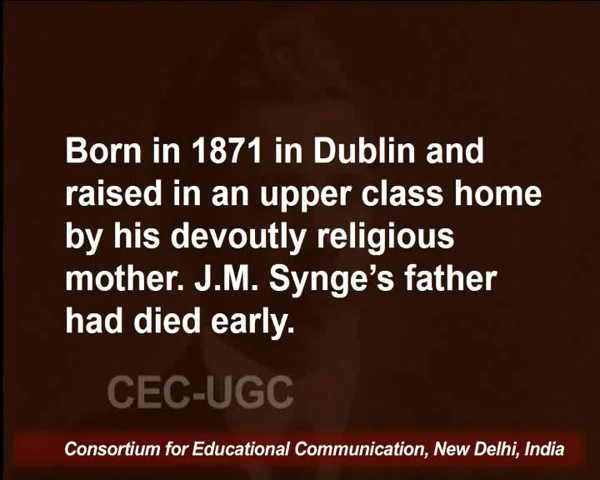 Born in 1871 in Dublin and
raised in an upper class home
by his devoutly religious
mother. J.M. Synge's father
had died early.
CEC-UGC
Consortium for Educational Communication, New Delhi, India